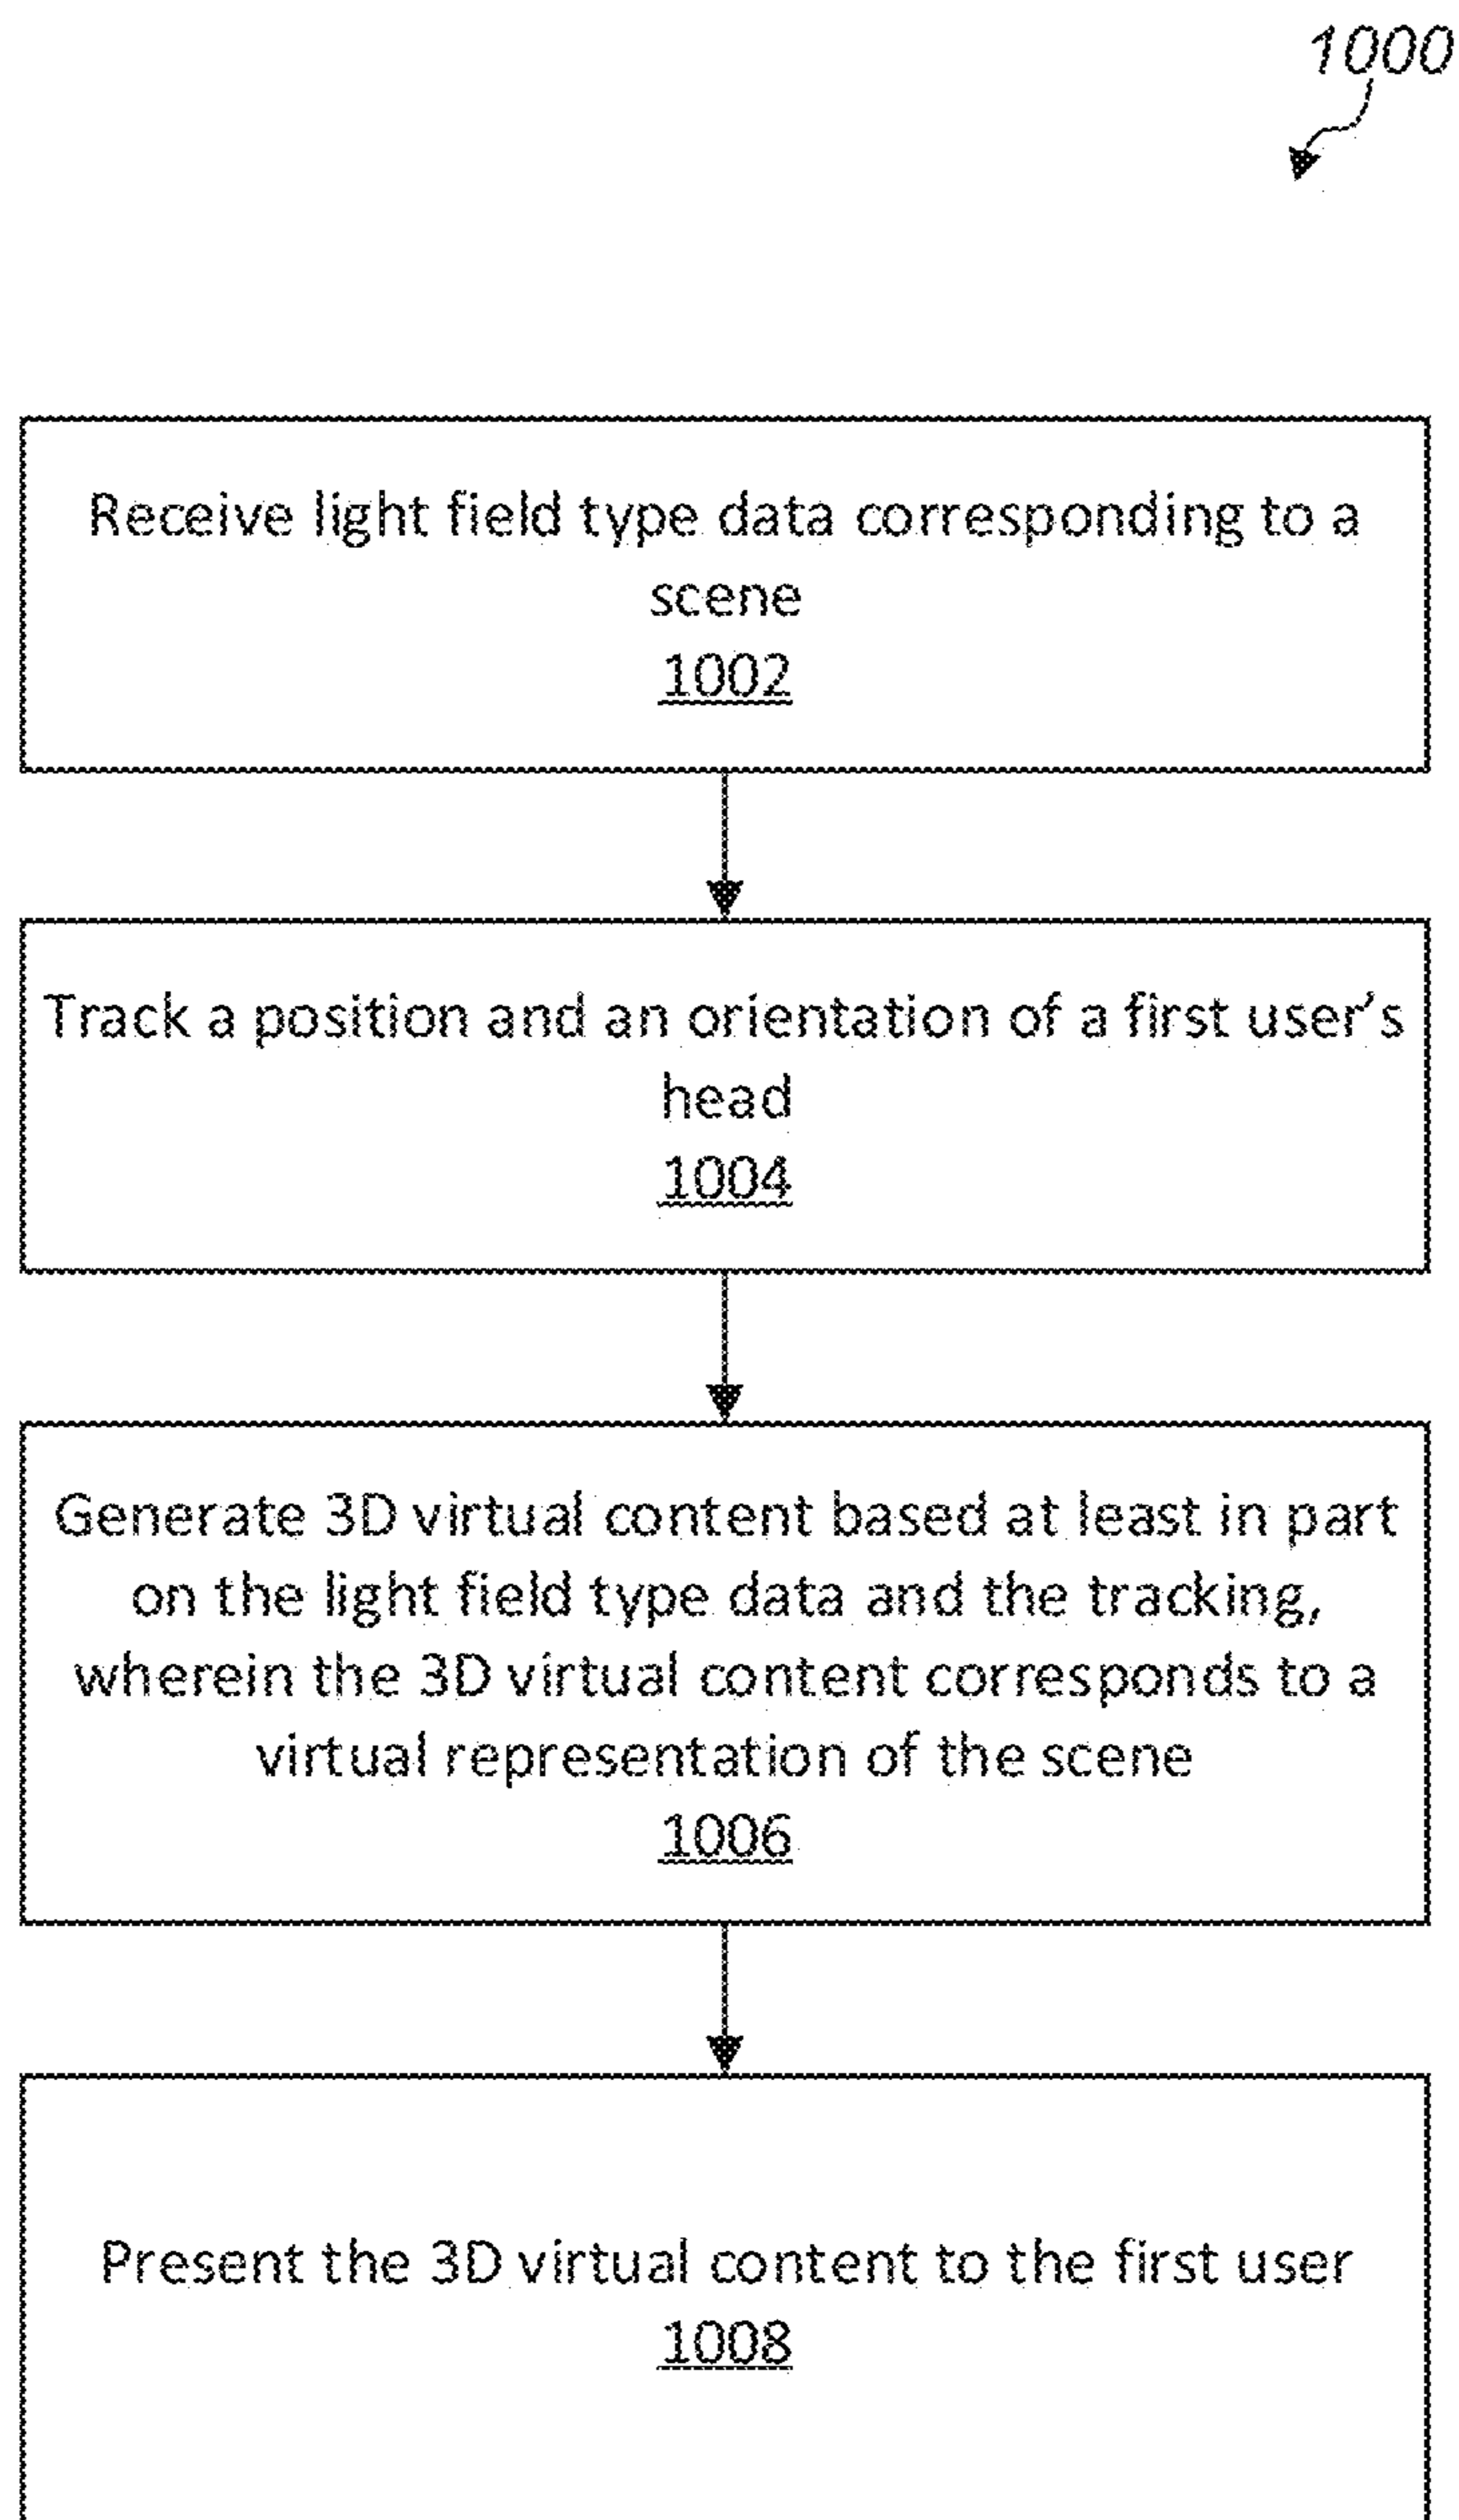 1000
Receive light field type data corresponding to a
scene
1002
Track a position and an orientation of a first user's
head
1004
Generate 3D virtual content based at least in part
on the light field type data and the tracking,
wherein the 3D virtual content corresponds to a
virtual representation of the scene
1006
Present the 3D virtual content to the first user
1008